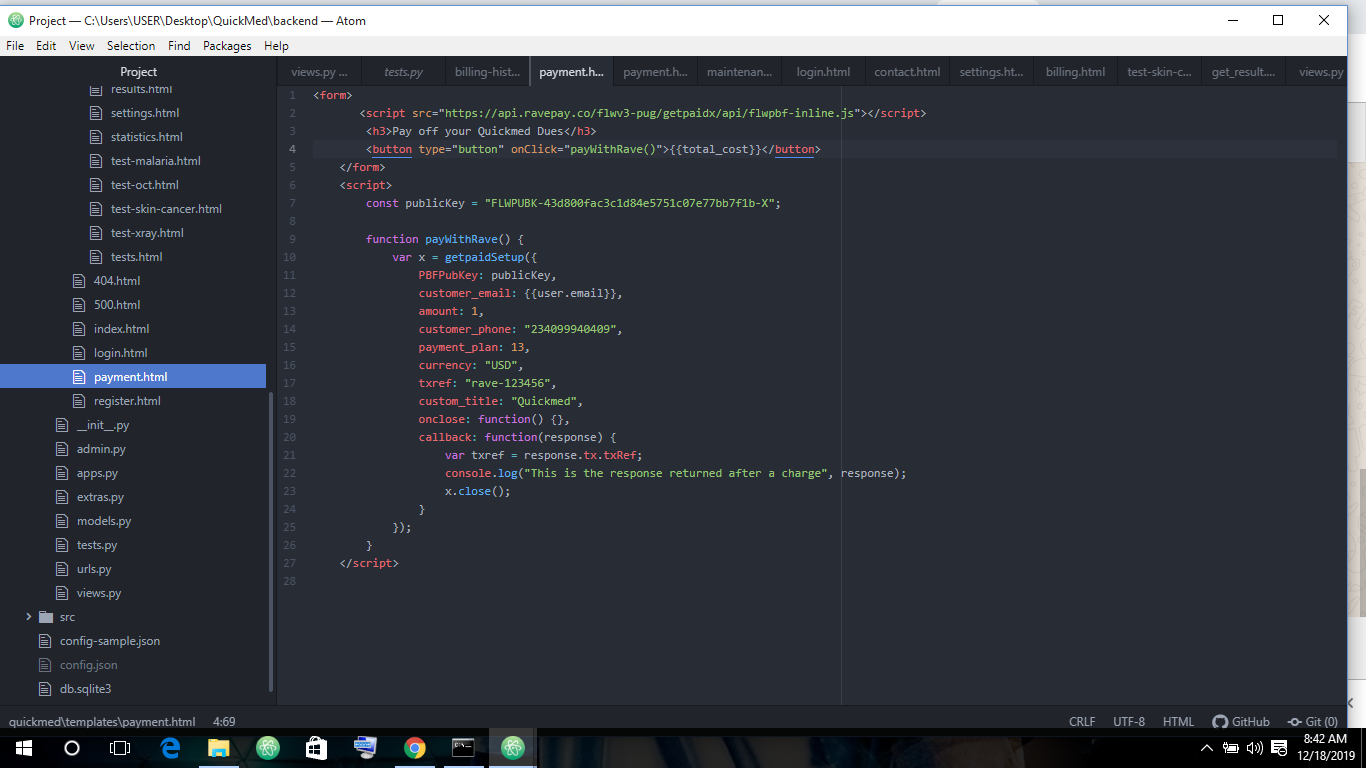 Project — C:\Users\USER\Desktop\QuickMed\backend — Atom
File Edit View Selection Find Packages Help
Project
results.html
settings.html
statistics.html
test-malaria.html
test-oct.html
test-skin-cancer.html
test-xray.html
tests.html
404.html
500.html
index.html
login.html
payment.html
register.html
__init__.py
admin.py
apps.py
extras.py
models.py
tests.py
urls.py
views.py
src
config-sample.json
config.json
db.sqlite3
views.py ... tests.py billing-hist... payment.h... payment.h... maintenan... login.html contact.html settings.ht... billing.html test-skin-c... get_result.... views.py
1 <form>
2 <script src="https://api.ravepay.co/flwv3-pug/getpaidx/api/flwpbf-inline.js"></script>
3 <h3>Pay off your Quickmed Dues</h3>
4 <button type="button" onClick="payWithRave()">{{total_cost}}</button>
5 </form>
6 <script>
7 const publicKey = "FLWPUBK-43d800fac3c1d84e5751c07e77bb7f1b-X";
8
9 function payWithRave() {
10 var x = getpaidSetup({
11 PBFPubKey: publicKey,
12 customer_email: {{user.email}},
13 amount: 1,
14 customer_phone: "234099940409",
15 payment_plan: 13,
16 currency: "USD",
17 txref: "rave-123456",
18 custom_title: "Quickmed",
19 onclose: function() {},
20 callback: function(response) {
21 var txref = response.tx.txRef;
22 console.log("This is the response returned after a charge", response);
23 x.close();
24 }
25 });
26 }
27 </script>
28
quickmed\templates\payment.html 4:69 CRLF UTF-8 HTML GitHub Git (0)
8:42 AM
12/18/2019